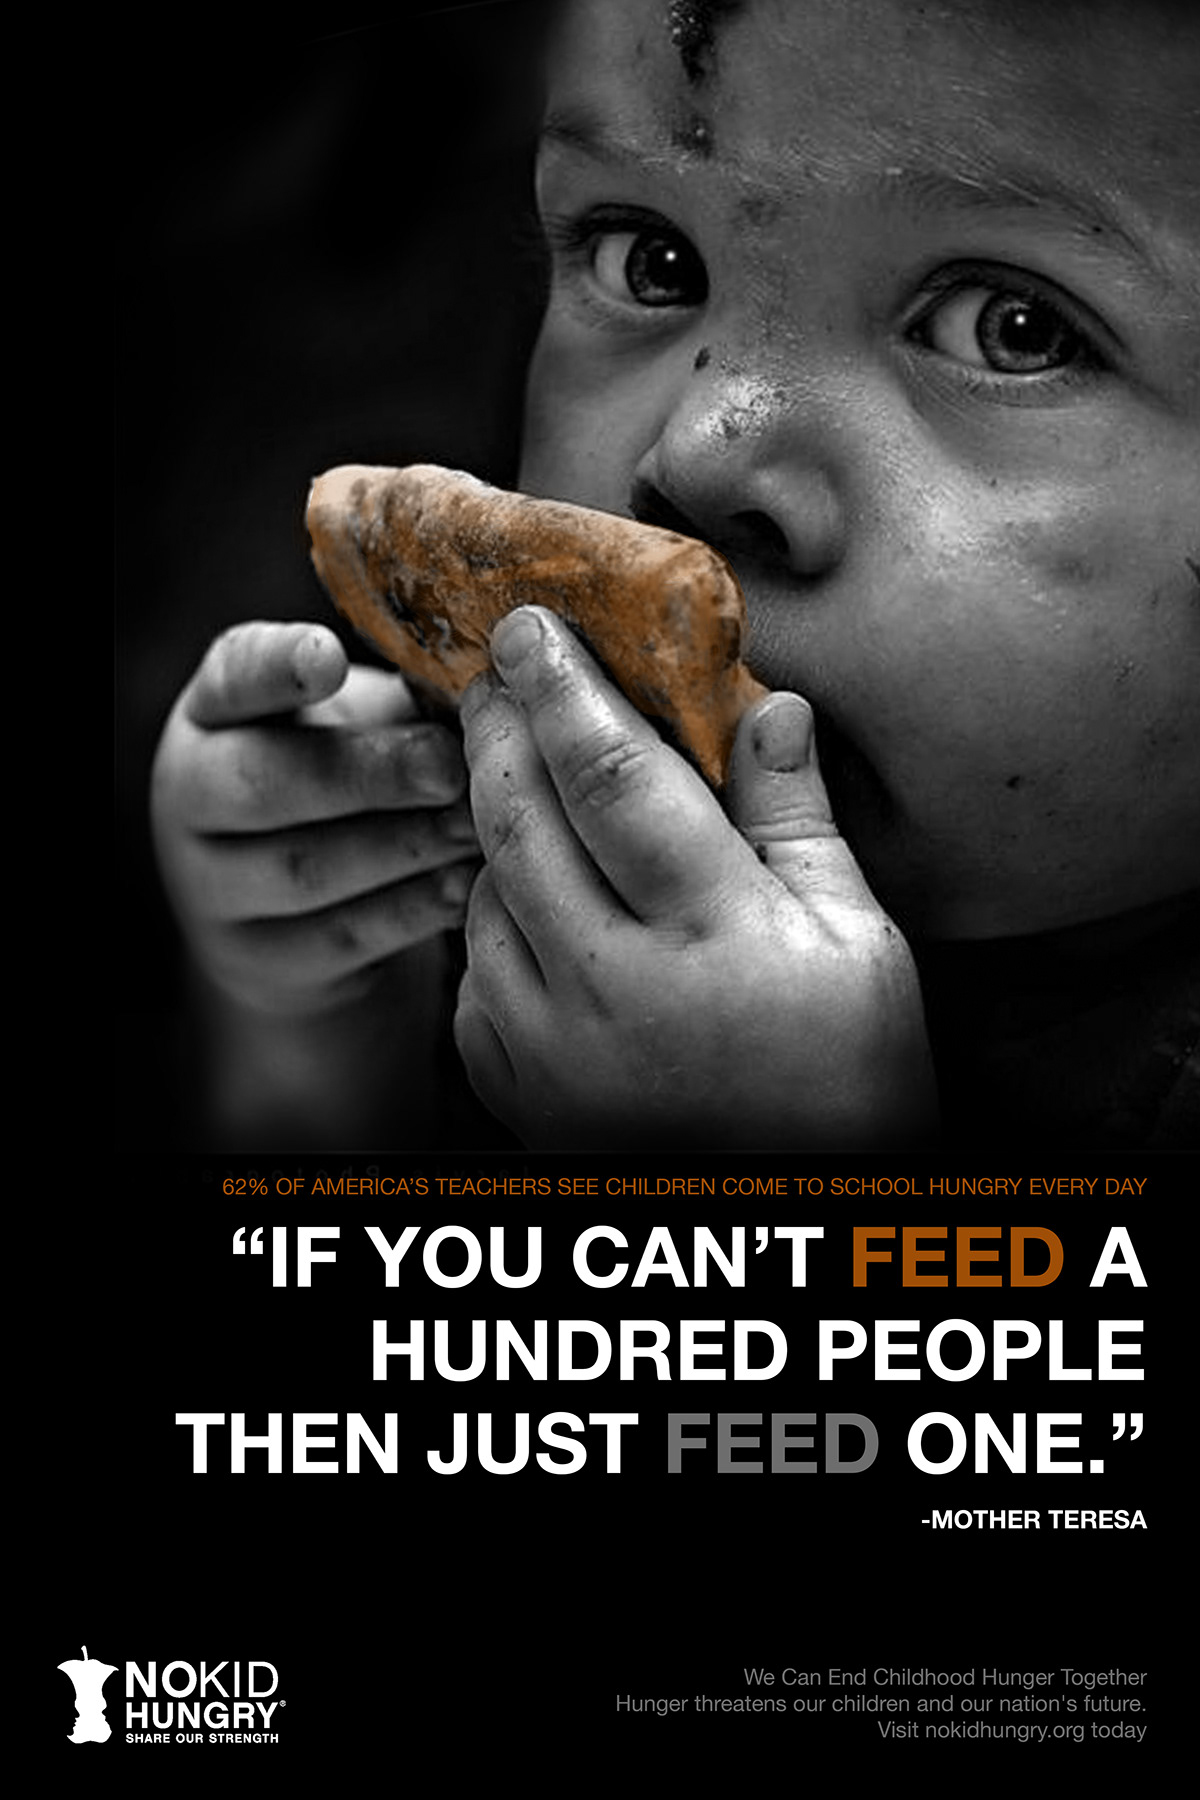 62% OF AMERICA'S TEACHERS SEE CHILDREN COME TO SCHOOL HUNGRY EVERY DAY
“IF YOU CAN’T FEED A
HUNDRED PEOPLE
THEN JUST FEED ONE.”
-MOTHER TERESA
NOKID
HUNGRY®
SHARE OUR STRENGTH
We Can End Childhood Hunger Together
Hunger threatens our children and our nation's future.
Visit nokidhungry.org today